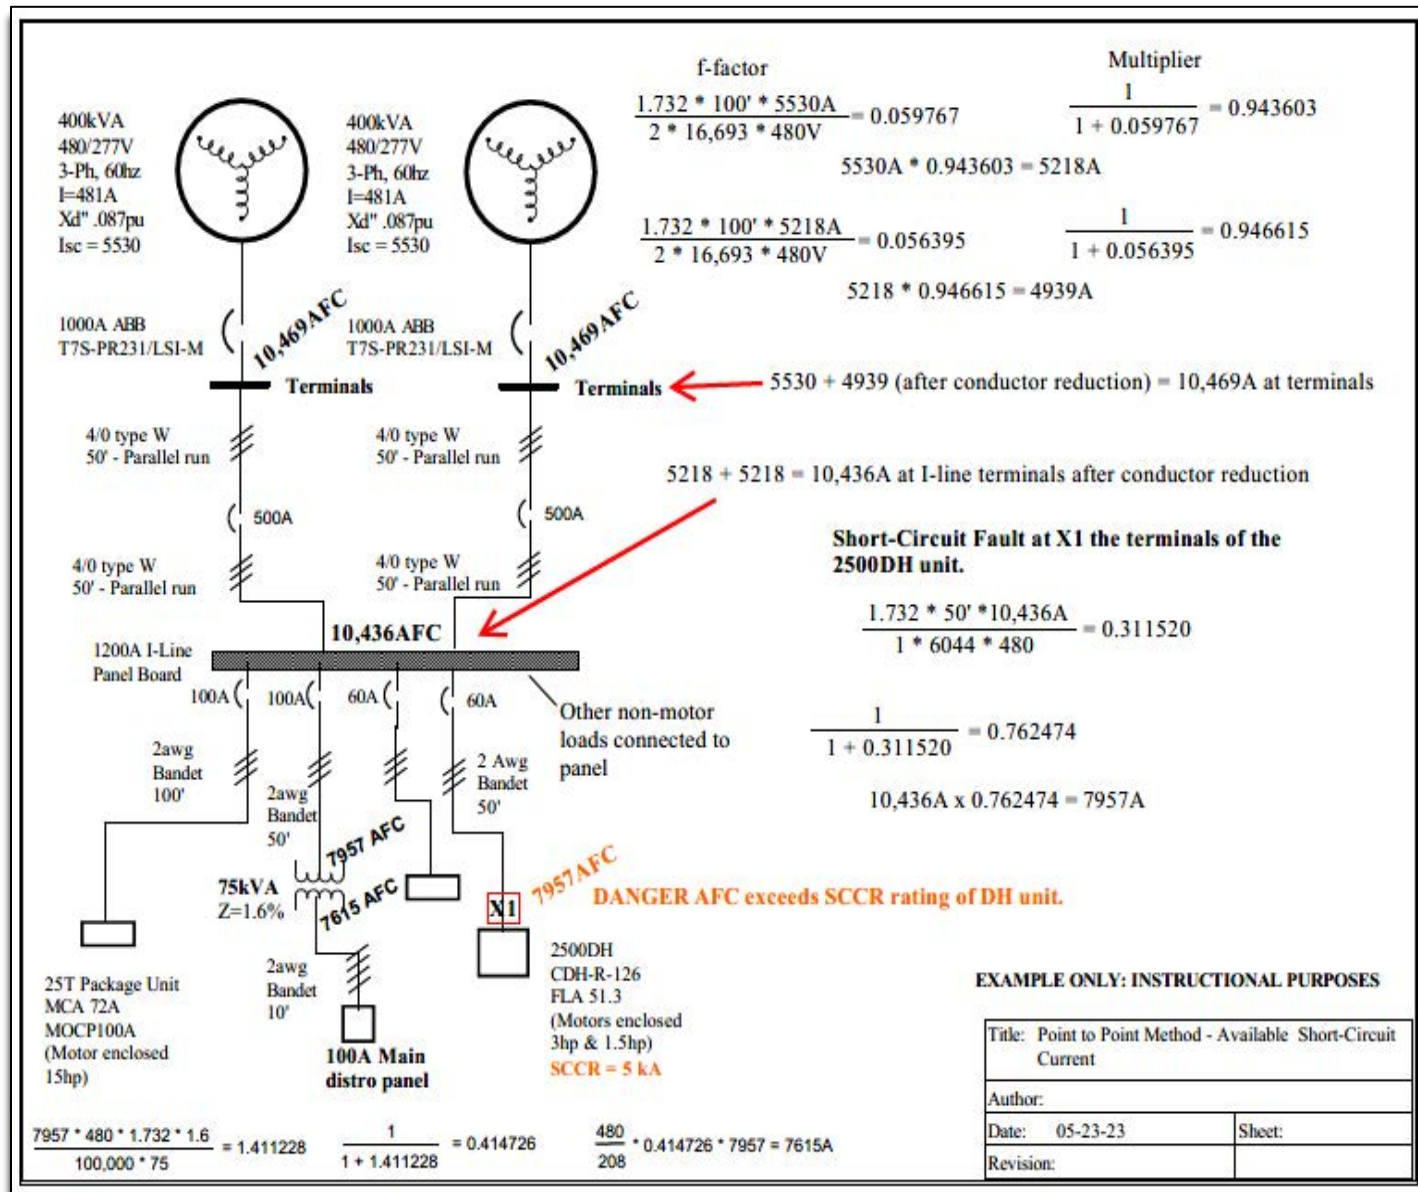 400kVA
480/277V
3-Ph, 60hz
I=481A
Xd" .087pu
Isc = 5530
400kVA
480/277V
3-Ph, 60hz
I=481A
Xd" .087pu
Isc = 5530
f-factor
1.732 * 100' * 5530A
2 * 16,693 * 480V
= 0.059767
Multiplier
1
1 + 0.059767
= 0.943603
5530A * 0.943603 = 5218A
1.732 * 100' * 5218A
2 * 16,693 * 480V
= 0.056395
1
1 + 0.056395
= 0.946615
5218 * 0.946615 = 4939A
1000A ABB
T7S-PR231/LSI-M
10,469AFC
1000A ABB
T7S-PR231/LSI-M
10,469AFC
Terminals
Terminals
5530 + 4939 (after conductor reduction) = 10,469A at terminals
4/0 type W
50' - Parallel run
4/0 type W
50' - Parallel run
5218 + 5218 = 10,436A at I-line terminals after conductor reduction
500A
500A
4/0 type W
50' - Parallel run
4/0 type W
50' - Parallel run
Short-Circuit Fault at X1 the terminals of the
2500DH unit.
1.732 * 50' *10,436A
1 * 6044 * 480
= 0.311520
10,436AFC
1200A I-Line
Panel Board
100A
100A
60A
60A
Other non-motor
loads connected to
panel
1
1 + 0.311520
= 0.762474
10,436A x 0.762474 = 7957A
2awg
Bandet
100'
2awg
Bandet
50'
2 Awg
Bandet
50'
7957 AFC
75kVA
Z=1.6%
7615 AFC
7957AFC
X1
DANGER AFC exceeds SCCR rating of DH unit.
25T Package Unit
MCA 72A
MOCP100A
(Motor enclosed
15hp)
2awg
Bandet
10'
100A Main
distro panel
2500DH
CDH-R-126
FLA 51.3
(Motors enclosed
3hp & 1.5hp)
SCCR = 5 kA
EXAMPLE ONLY: INSTRUCTIONAL PURPOSES
Title: Point to Point Method - Available Short-Circuit
Current
Author:
Date: 05-23-23
Sheet:
Revision:
7957 * 480 * 1.732 * 1.6
100,000 * 75
= 1.411228
1
1 + 1.411228
= 0.414726
480
208
* 0.414726 * 7957 = 7615A